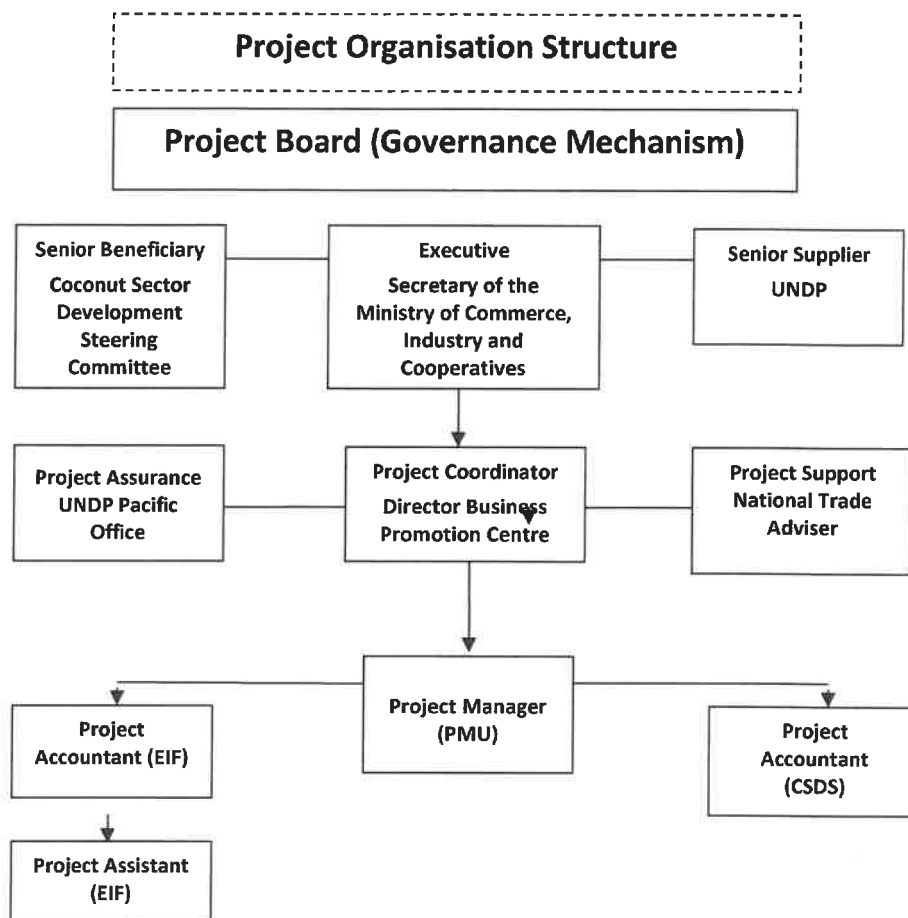 Project Organisation Structure
Project Board (Governance Mechanism)
Senior Beneficiary
Coconut Sector
Development
Steering
Committee
Executive
Secretary of the
Ministry of Commerce,
Industry and
Cooperatives
Senior Supplier
UNDP
Project Assurance
UNDP Pacific
Office
Project Coordinator
Director Business
Promotion Centre
Project Support
National Trade
Adviser
Project Manager
(PMU)
Project
Accountant (EIF)
Project
Accountant
(CSDS)
Project Assistant
(EIF)